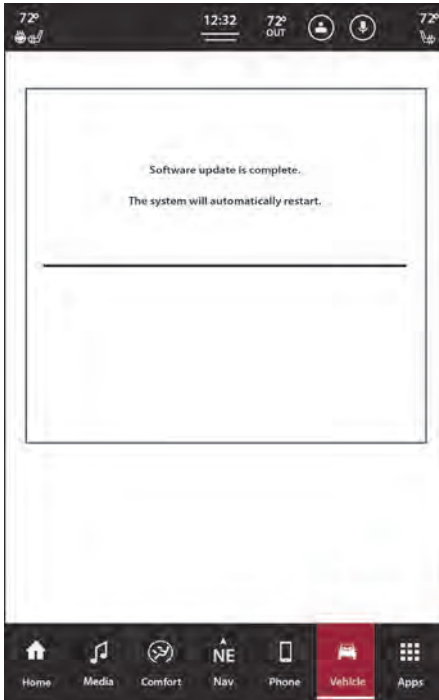 72° 12:32 72° 72°
OUT
Software update is complete.
The system will automatically restart.
NE
Home Media Comfort Nav Phone Vehicle Apps